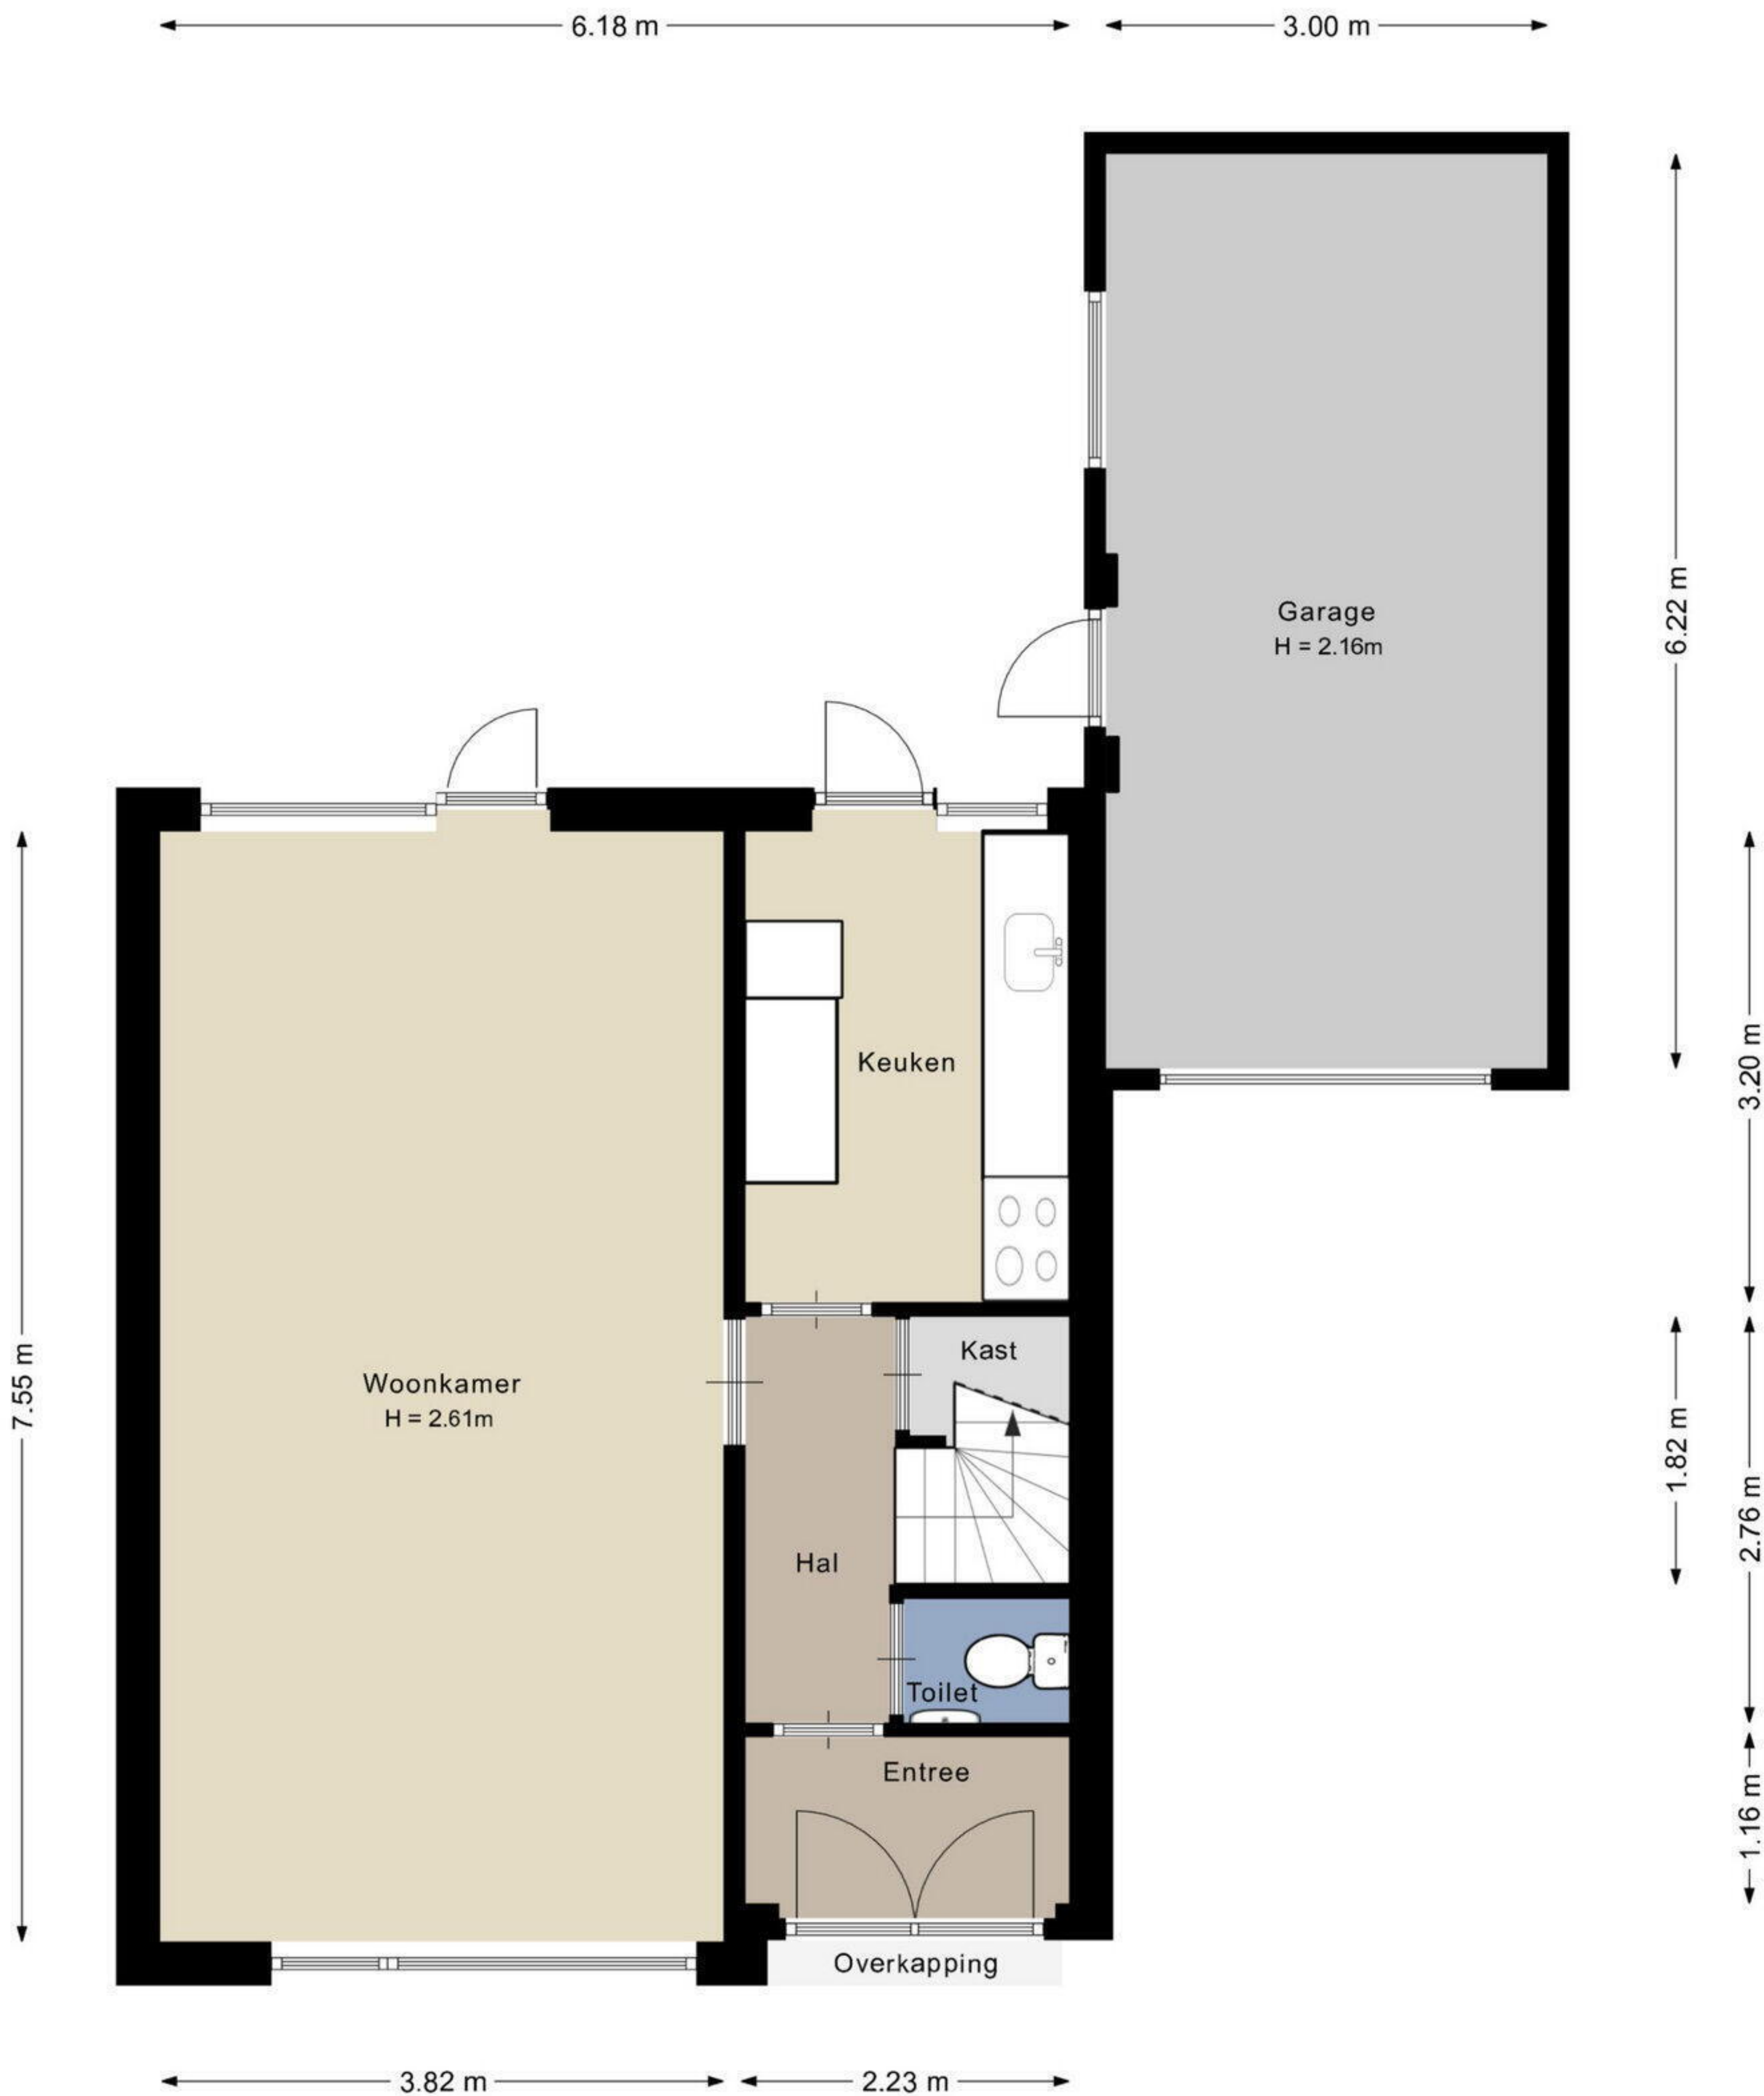 6.18 m
3.00 m
Garage
H = 2.16m
6.22 m
Keuken
3.20 m
Woonkamer
H = 2.61m
7.55 m
Kast
1.82 m
2.76 m
Hal
Toilet
Entree
1.16 m
Overkapping
3.82 m
2.23 m